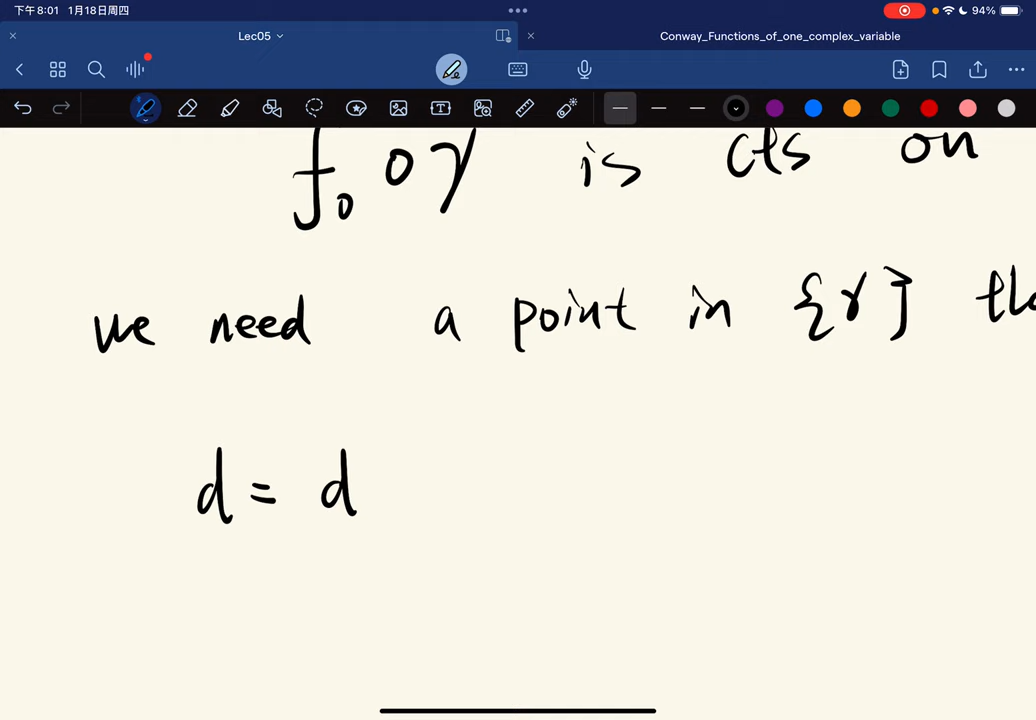 下午8:01 1月18日周四
94%
Lec05
Conway_Functions_of_one_complex_variable
f₀∘γ is cts on
we need a point in {γ}
d = d